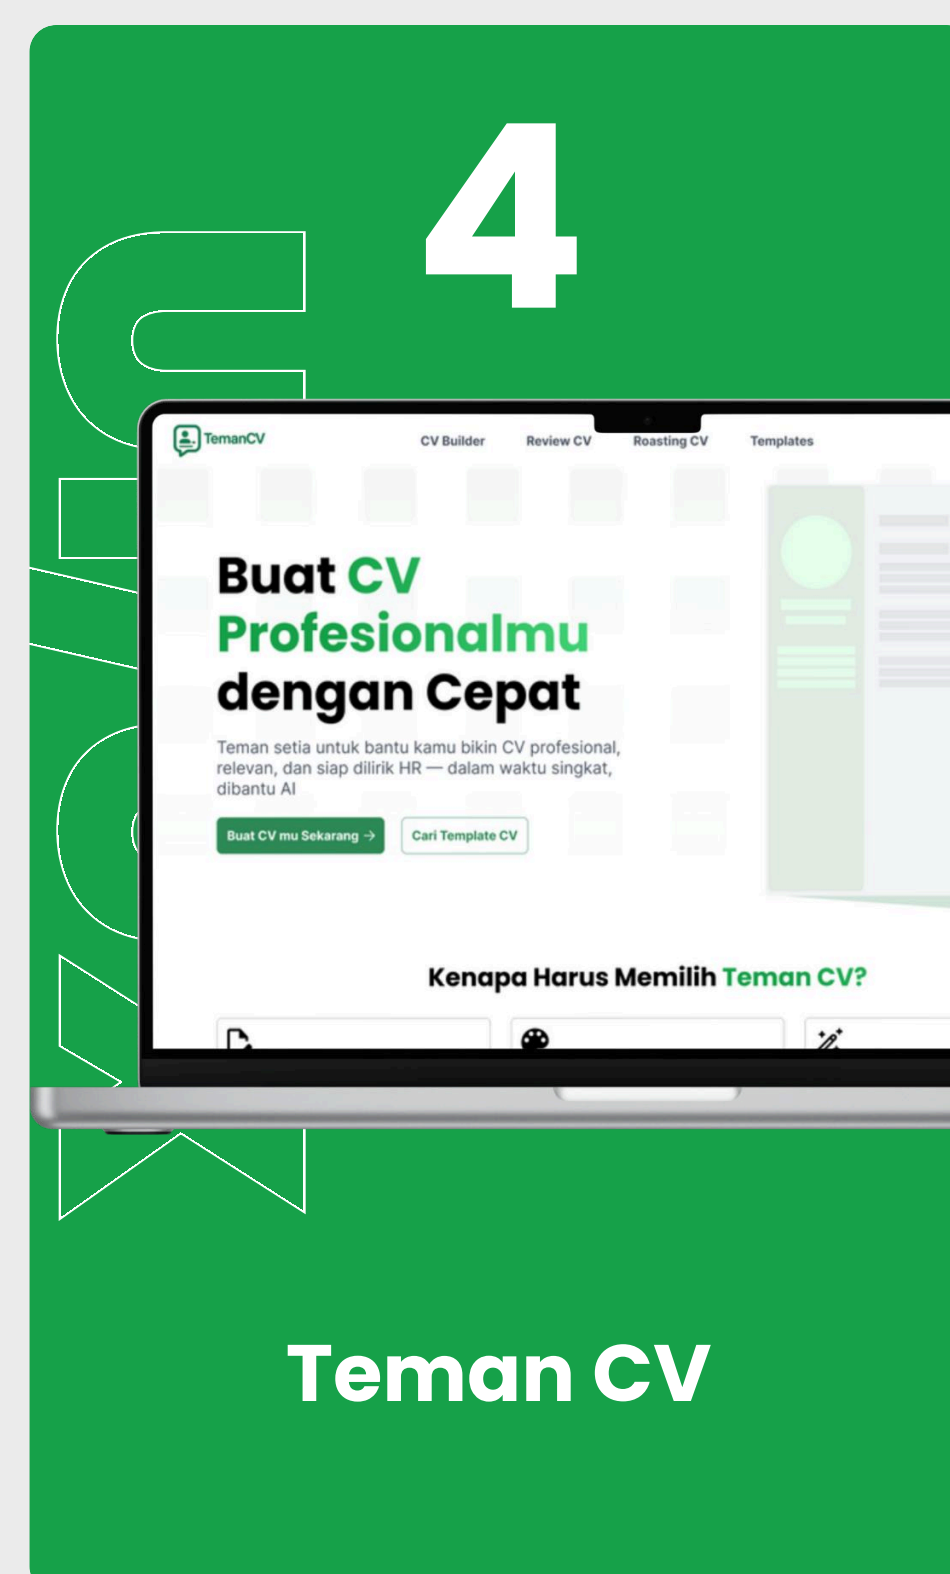 4
TemanCV
CV Builder
Review CV
Roasting CV
Templates
Buat CV
Profesionalmu
dengan Cepat
Teman setia untuk bantu kamu bikin CV profesional,
relevan, dan siap dilirik HR — dalam waktu singkat,
dibantu AI
Buat CV mu Sekarang →
Cari Template CV
Kenapa Harus Memilih Teman CV?
Teman CV